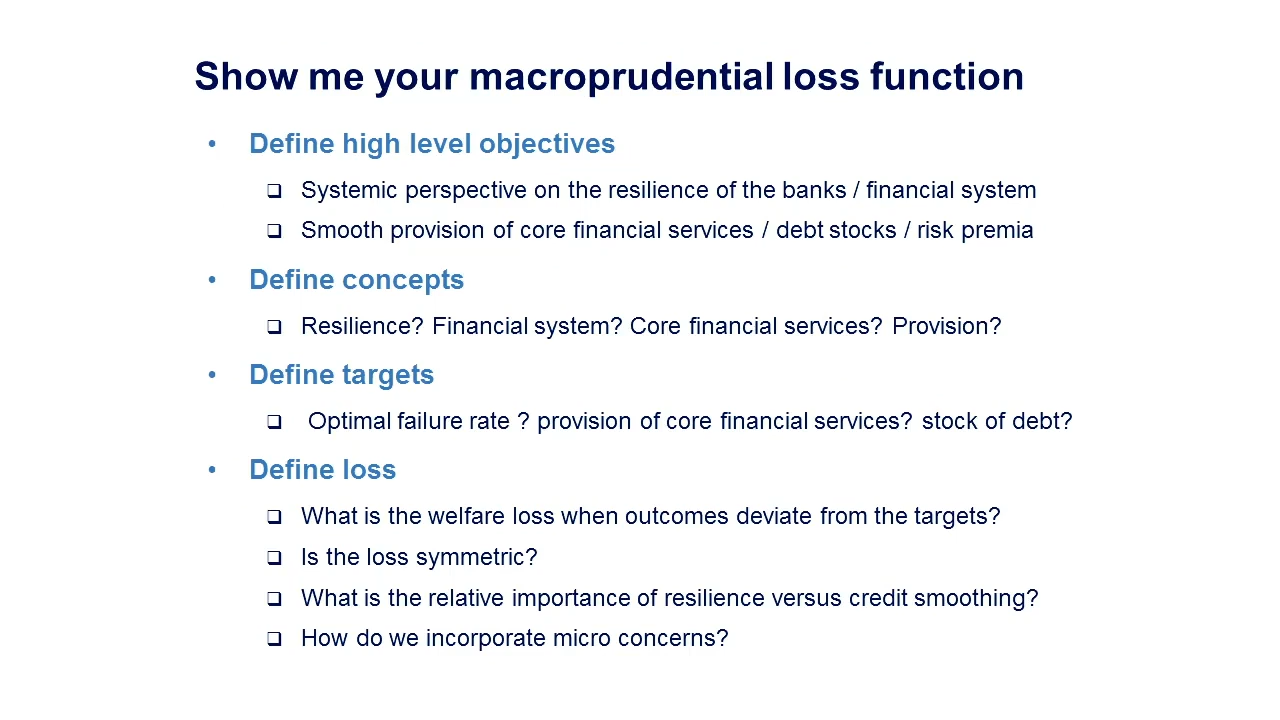 Show me your macroprudential loss function
• Define high level objectives
❑ Systemic perspective on the resilience of the banks / financial system
❑ Smooth provision of core financial services / debt stocks / risk premia
• Define concepts
❑ Resilience? Financial system? Core financial services? Provision?
• Define targets
❑ Optimal failure rate ? provision of core financial services? stock of debt?
• Define loss
❑ What is the welfare loss when outcomes deviate from the targets?
❑ Is the loss symmetric?
❑ What is the relative importance of resilience versus credit smoothing?
❑ How do we incorporate micro concerns?